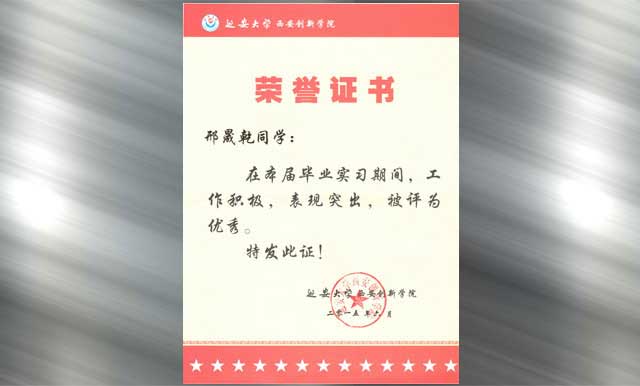 延安大学西安创新学院
荣誉证书
邢晟乾同学：
在本届毕业实习期间，工
作积极，表现突出，被评为
优秀。
特发此证！
延安大学西安创新学院
二〇一五年六月